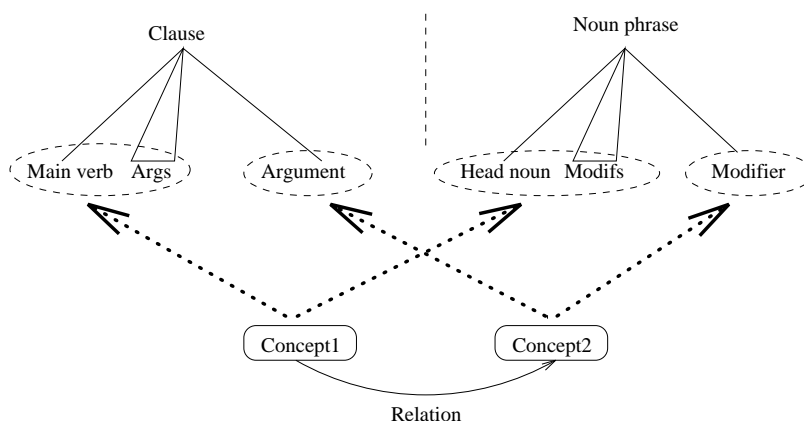 Clause
Noun phrase
Main verb Args
Argument
Head noun Modifs
Modifier
Concept1
Concept2
Relation